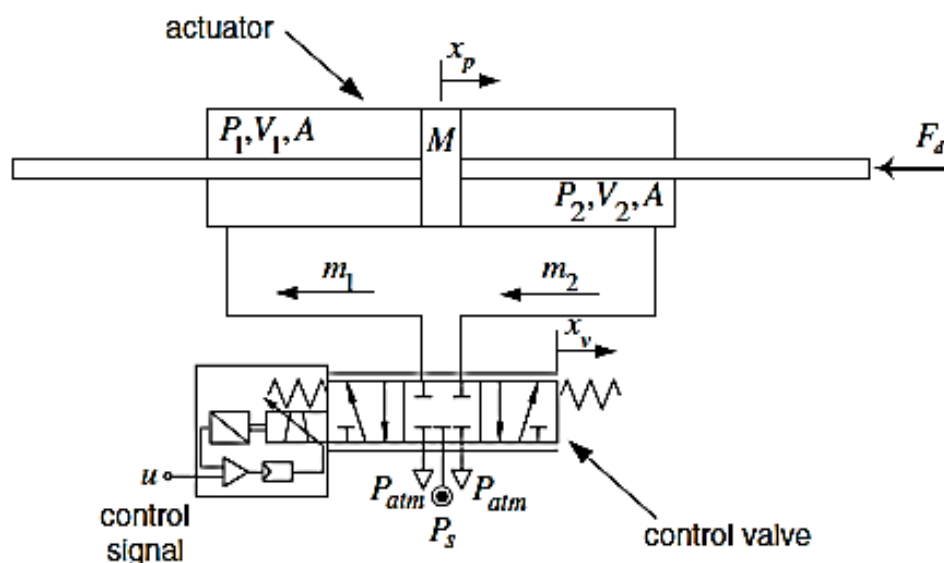 actuator
x_p
P_1,V_1,A
M
F_d
P_2,V_2,A
m_1
m_2
x_v
u
P_atm
P_atm
P_s
control
signal
control valve